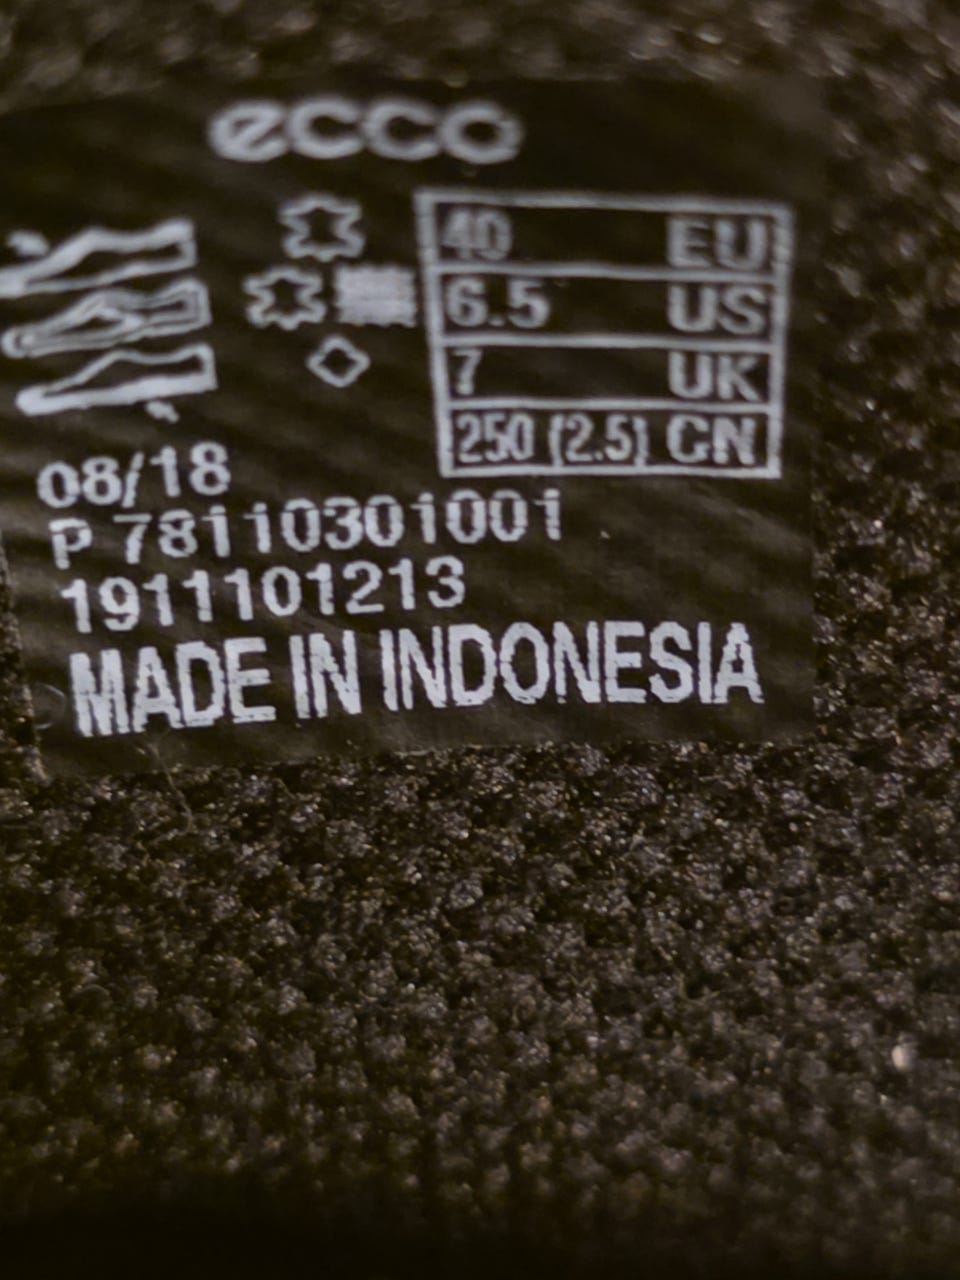 ecco
40 EU
6.5 US
7 UK
250 (2.5) CN
08/18
P 78110301001
1911101213
MADE IN INDONESIA